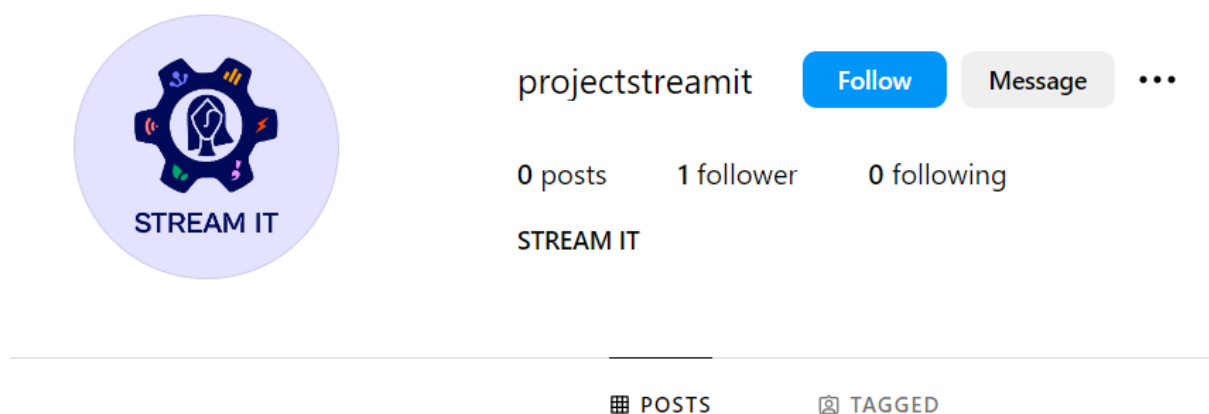 STREAM IT
projectstreamit Follow Message
0 posts 1 follower 0 following
STREAM IT
POSTS TAGGED